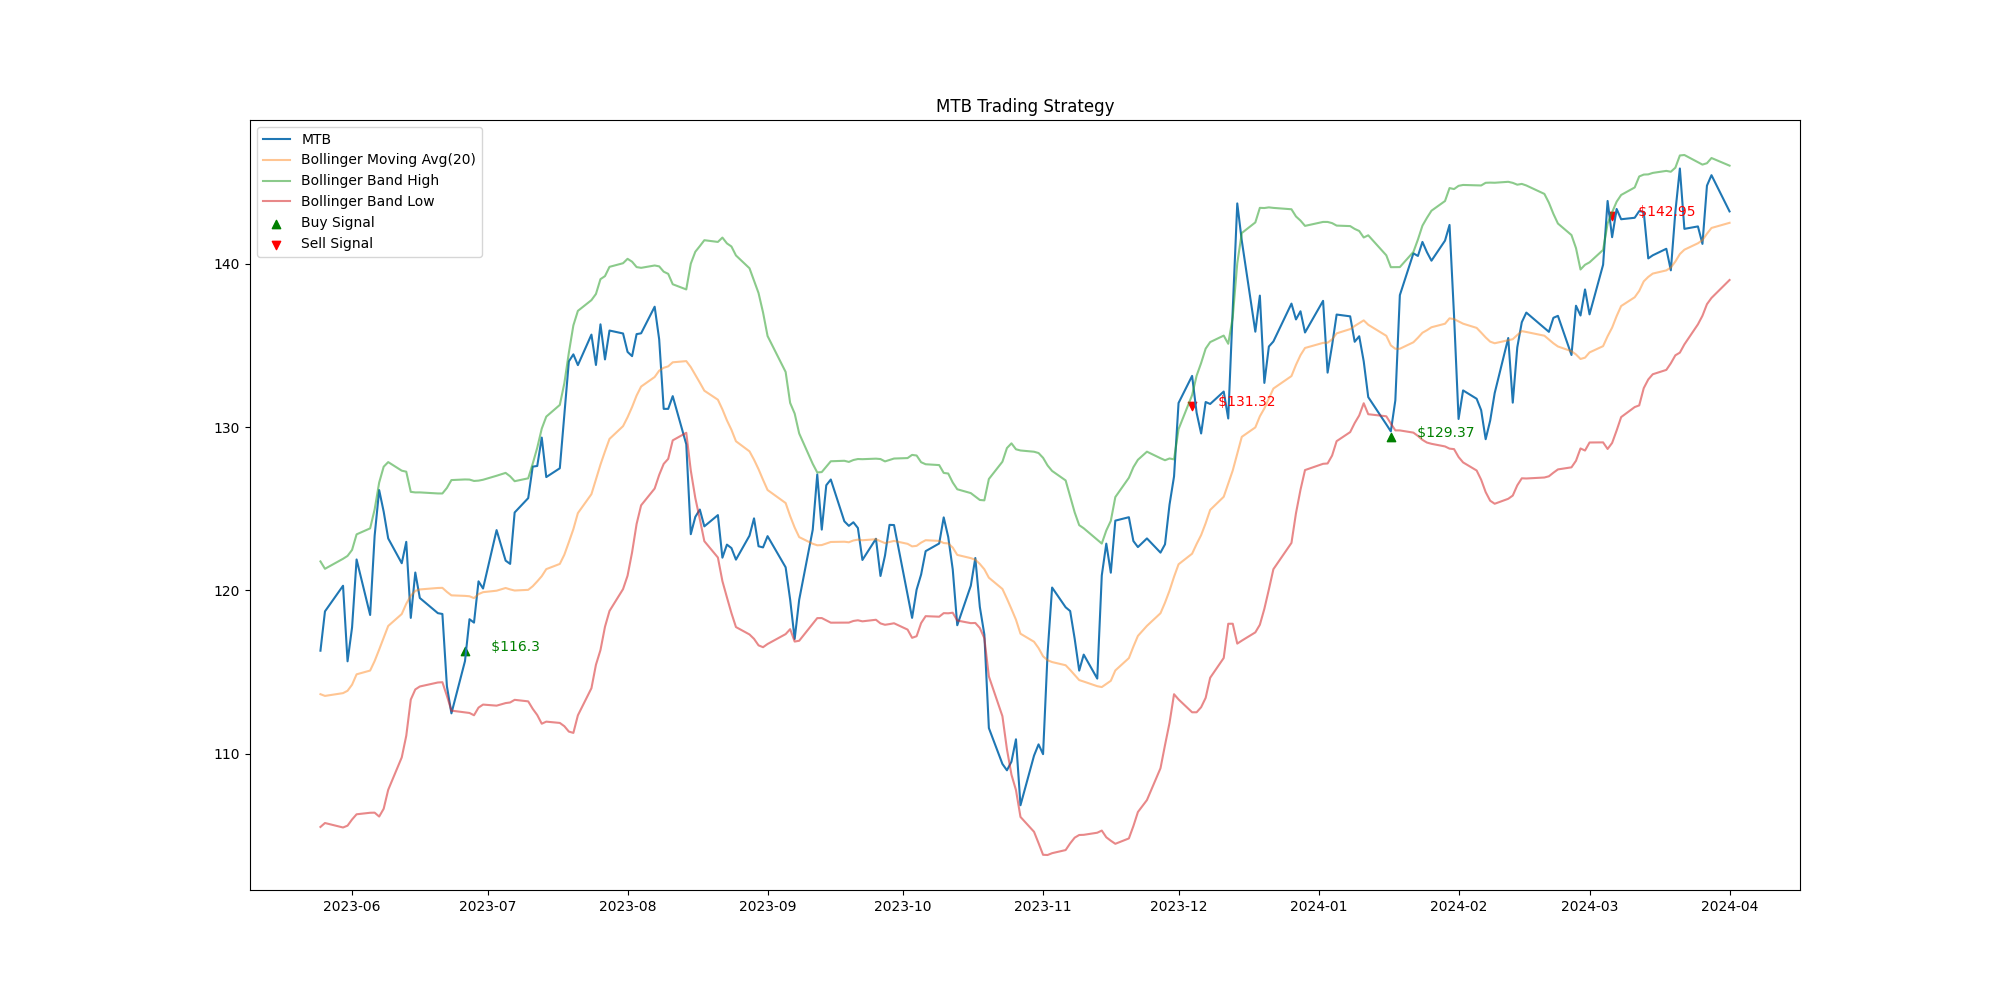 MTB Trading Strategy
MTB
Bollinger Moving Avg(20)
Bollinger Band High
Bollinger Band Low
Buy Signal
Sell Signal
140
130
120
110
$142.95
$131.32
$129.37
$116.3
2023-06 2023-07 2023-08 2023-09 2023-10 2023-11 2023-12 2024-01 2024-02 2024-03 2024-04